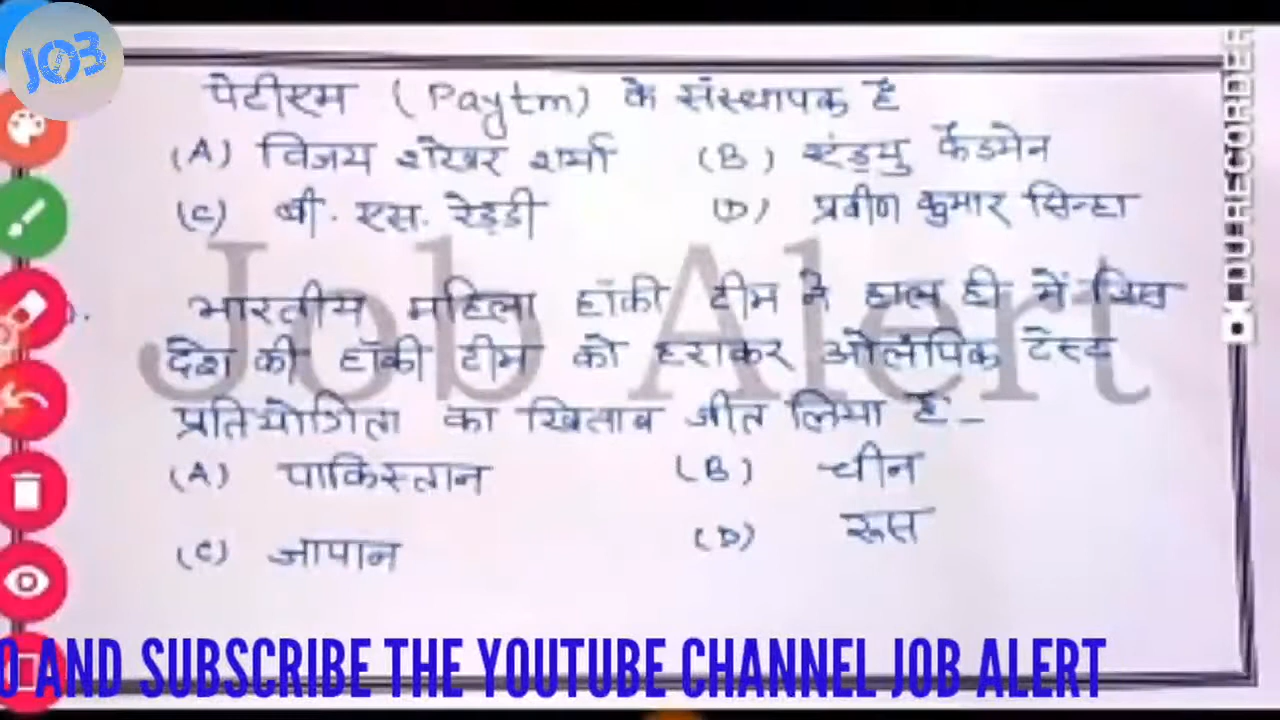 JOB
पेटीएम (Paytm) के संस्थापक है
(A) विजय शेखर शर्मा (B) फ्रेडमेन
(C) बी. एस. रेड्डी (D) प्रवीण कुमार सिन्हा
भारतीय महिला हॉकी टीम ने हाल ही में किस
देश की हॉकी टीम को हराकर ओलंपिक टेस्ट
प्रतियोगिता का खिताब जीत लिया है -
(A) पाकिस्तान (B) चीन
(C) जापान (D) रूस
Job Alert
DU RECORDER
O AND SUBSCRIBE THE YOUTUBE CHANNEL JOB ALERT